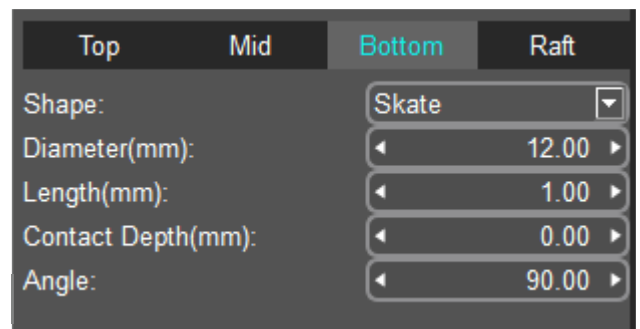 Top Mid Bottom Raft
Shape: Skate
Diameter(mm): 12.00
Length(mm): 1.00
Contact Depth(mm): 0.00
Angle: 90.00